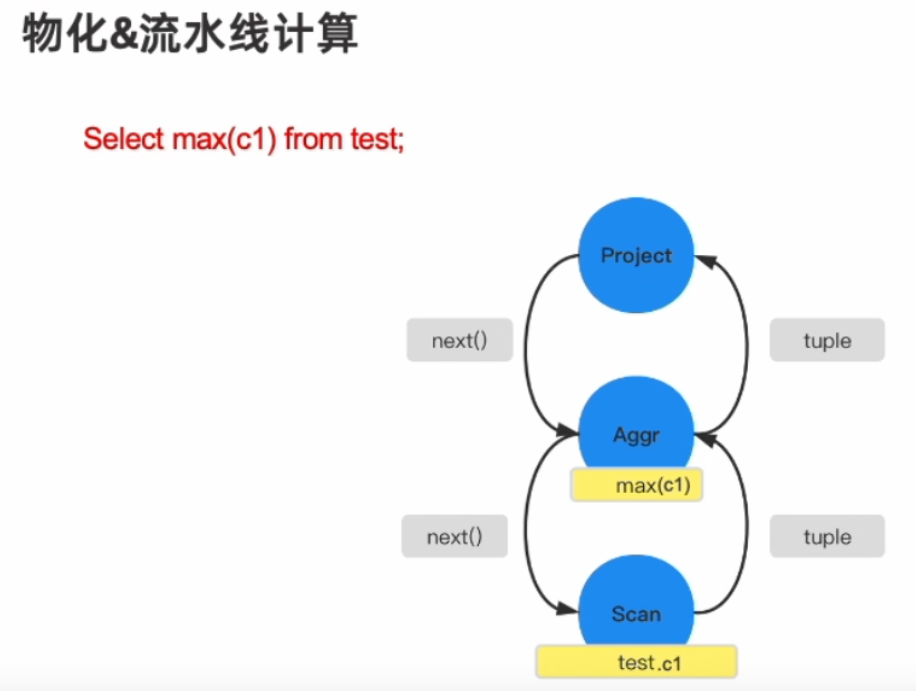 物化&流水线计算
Select max(c1) from test;
Project
next()
tuple
Aggr
max(c1)
next()
tuple
Scan
test.c1